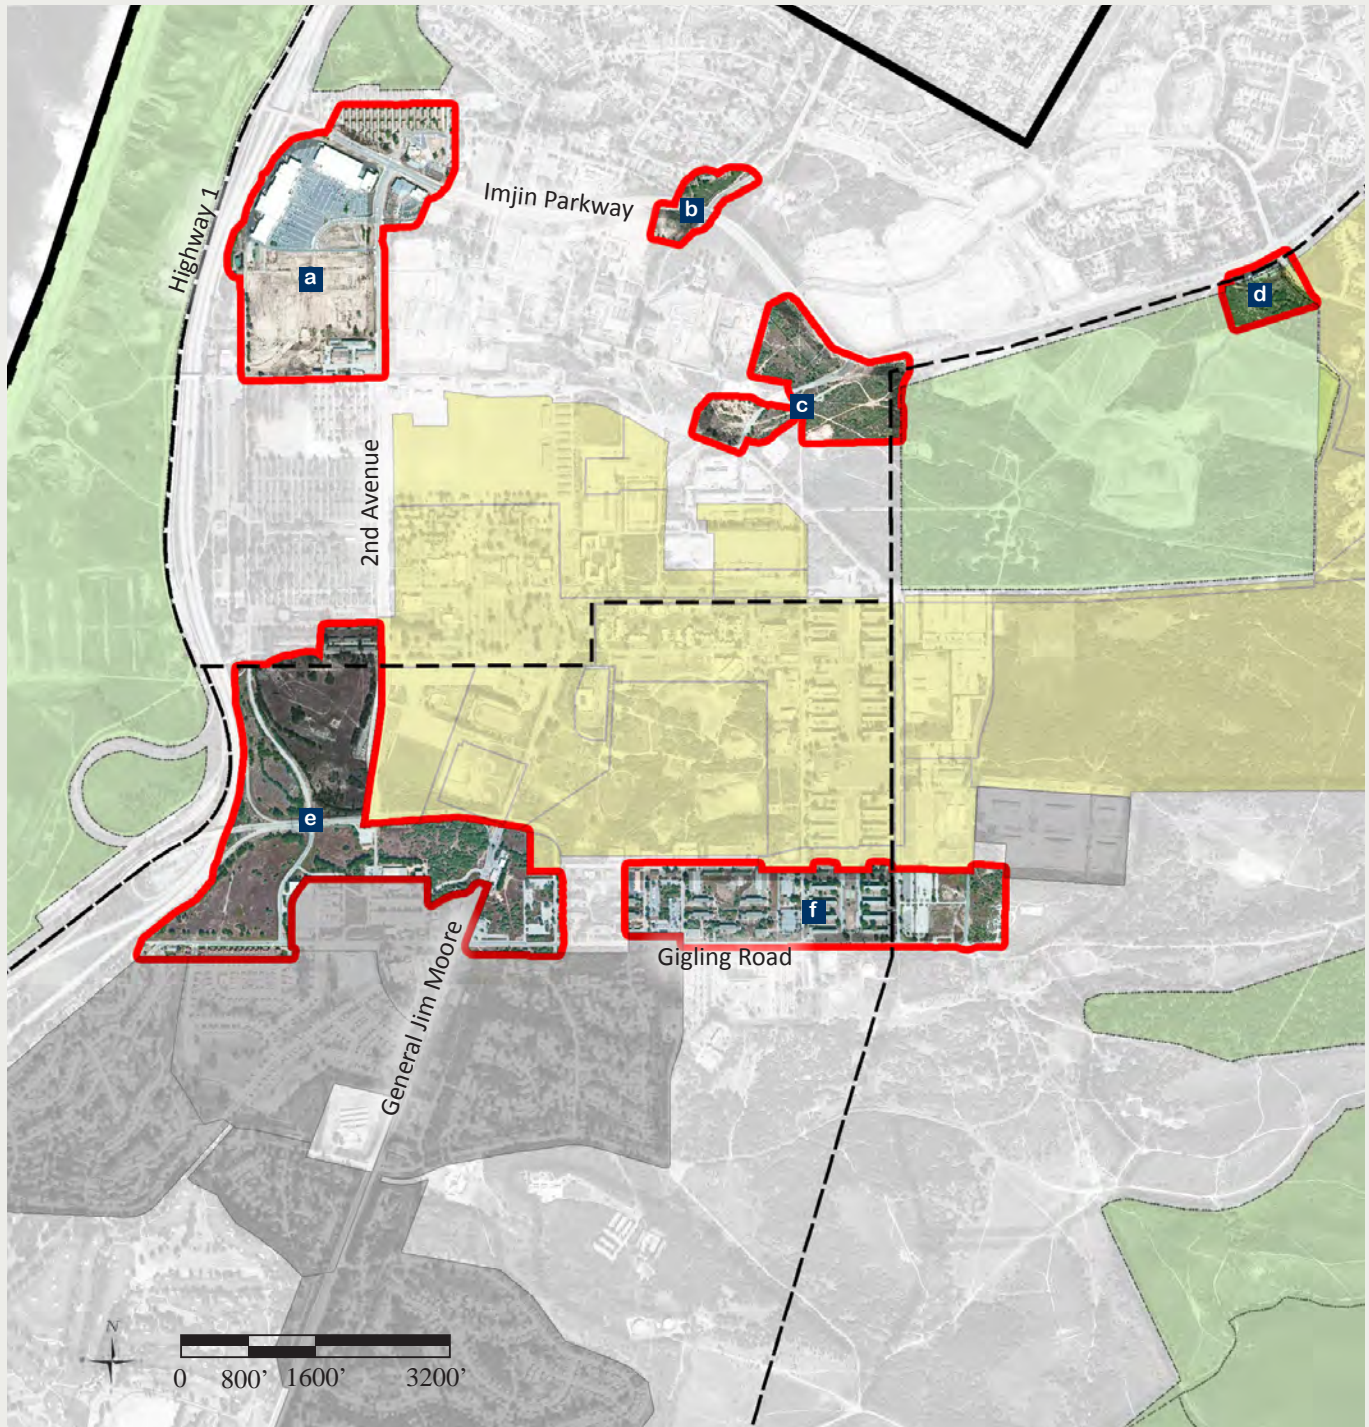 Highway 1
a
Imjin Parkway
b
d
c
2nd Avenue
e
f
Gigling Road
General Jim Moore
N
0 800’ 1600’ 3200’